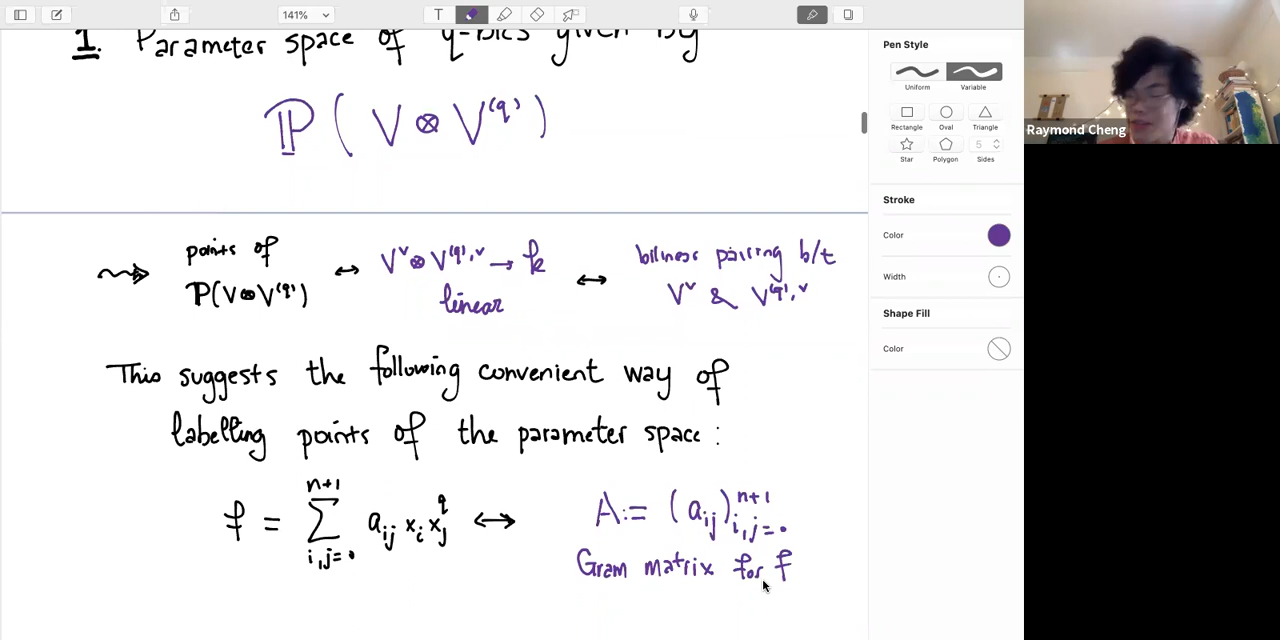 141%
T
1. Parameter space of q-bics given by
ℙ ( V ⊗ V^(q) )
points of
ℙ(V⊗V^(q))
↔
V^∨ ⊗ V^(q),∨ → k
linear
↔
bilinear pairing b/t
V^∨ & V^(q),∨
This suggests the following convenient way of
labelling points of the parameter space :
f = Σ_{i,j=0}^{n+1} a_ij x_i x_j^q ↔ A := (a_ij)_{i,j=0}^{n+1}
Gram matrix for f
Pen Style
Uniform Variable
Rectangle Oval Triangle
5
Star Polygon Sides
Stroke
Color
Width
Shape Fill
Color
Raymond Cheng